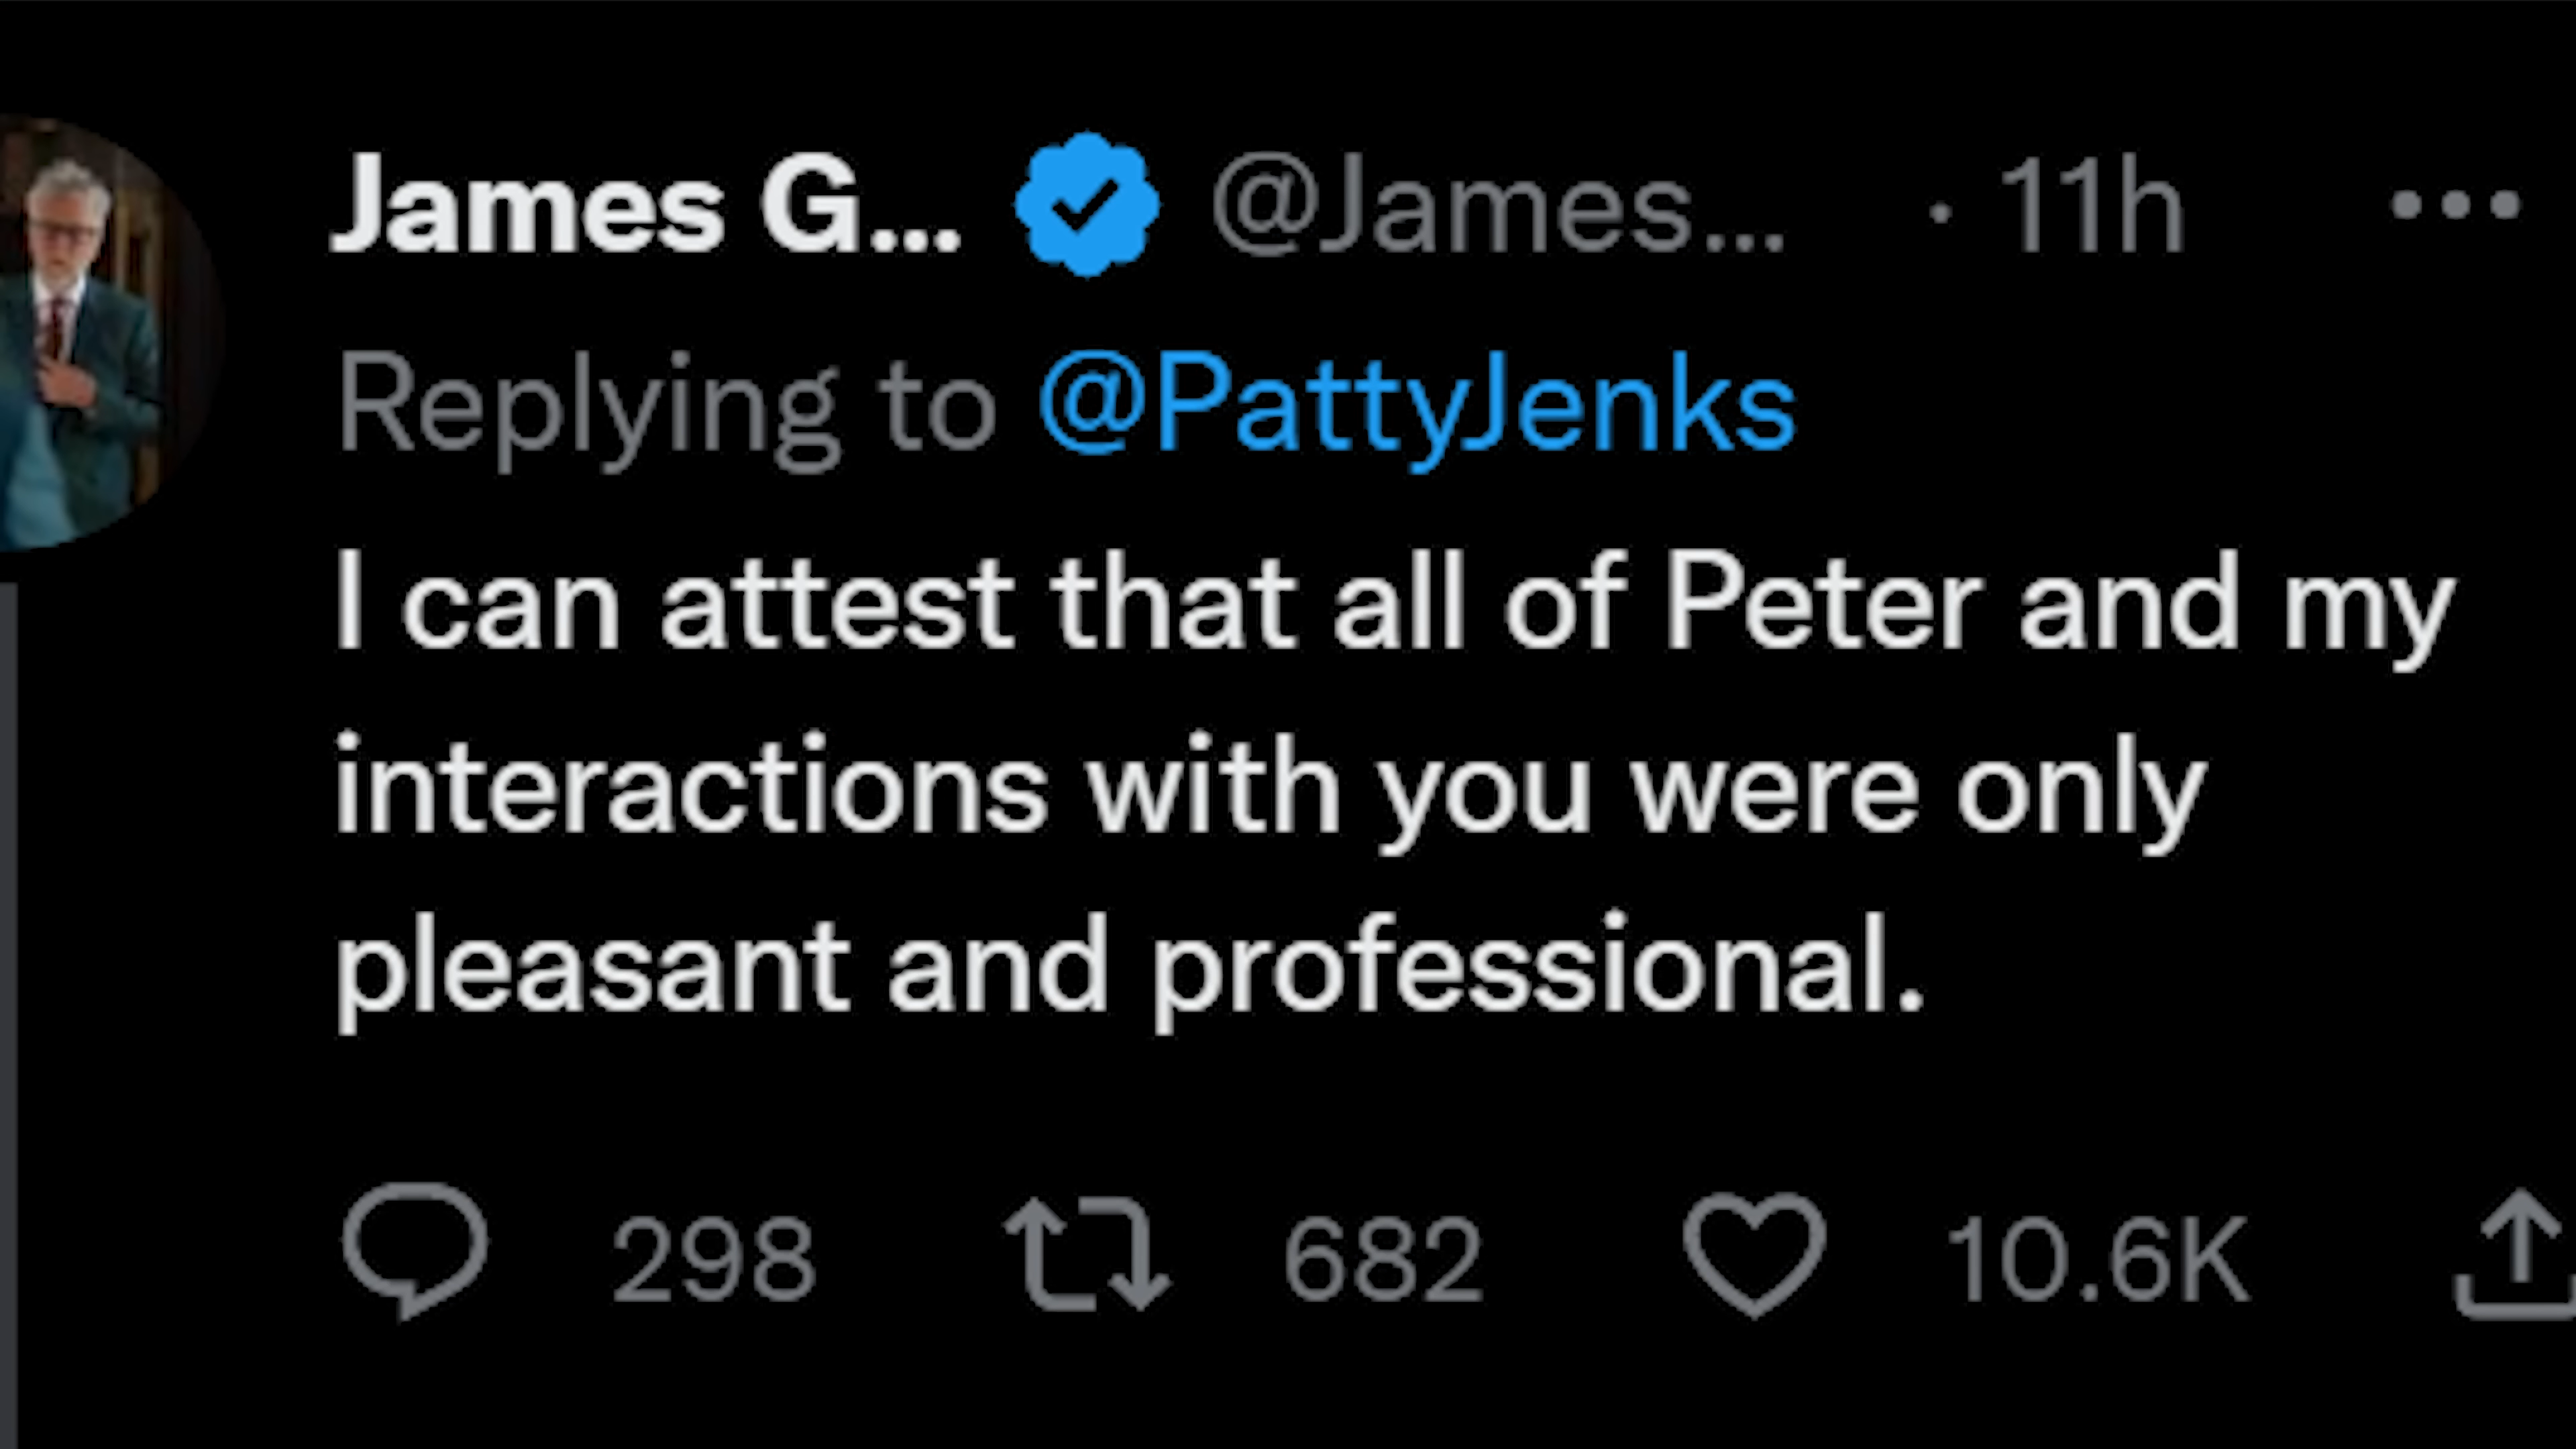 James G... @James... · 11h ...
Replying to @PattyJenks
I can attest that all of Peter and my
interactions with you were only
pleasant and professional.
298 682 10.6K